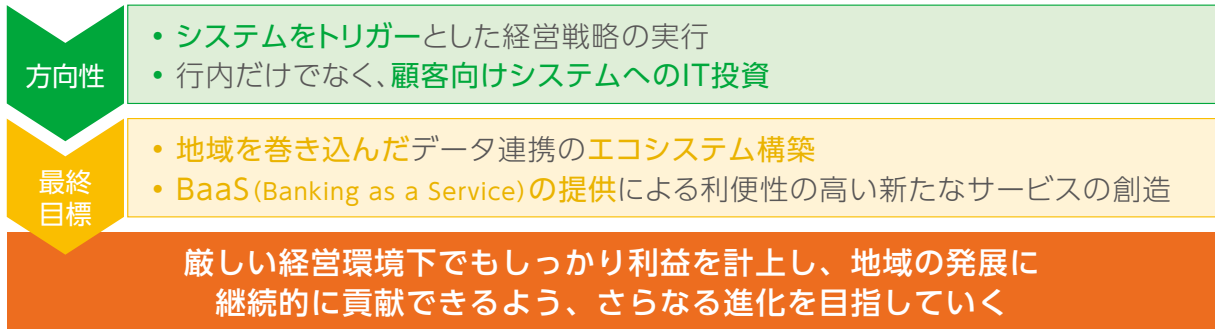 方向性
• システムをトリガーとした経営戦略の実行
• 行内だけでなく、顧客向けシステムへのIT投資
最終
目標
• 地域を巻き込んだデータ連携のエコシステム構築
• BaaS(Banking as a Service)の提供による利便性の高い新たなサービスの創造
厳しい経営環境下でもしっかり利益を計上し、地域の発展に
継続的に貢献できるよう、さらなる進化を目指していく